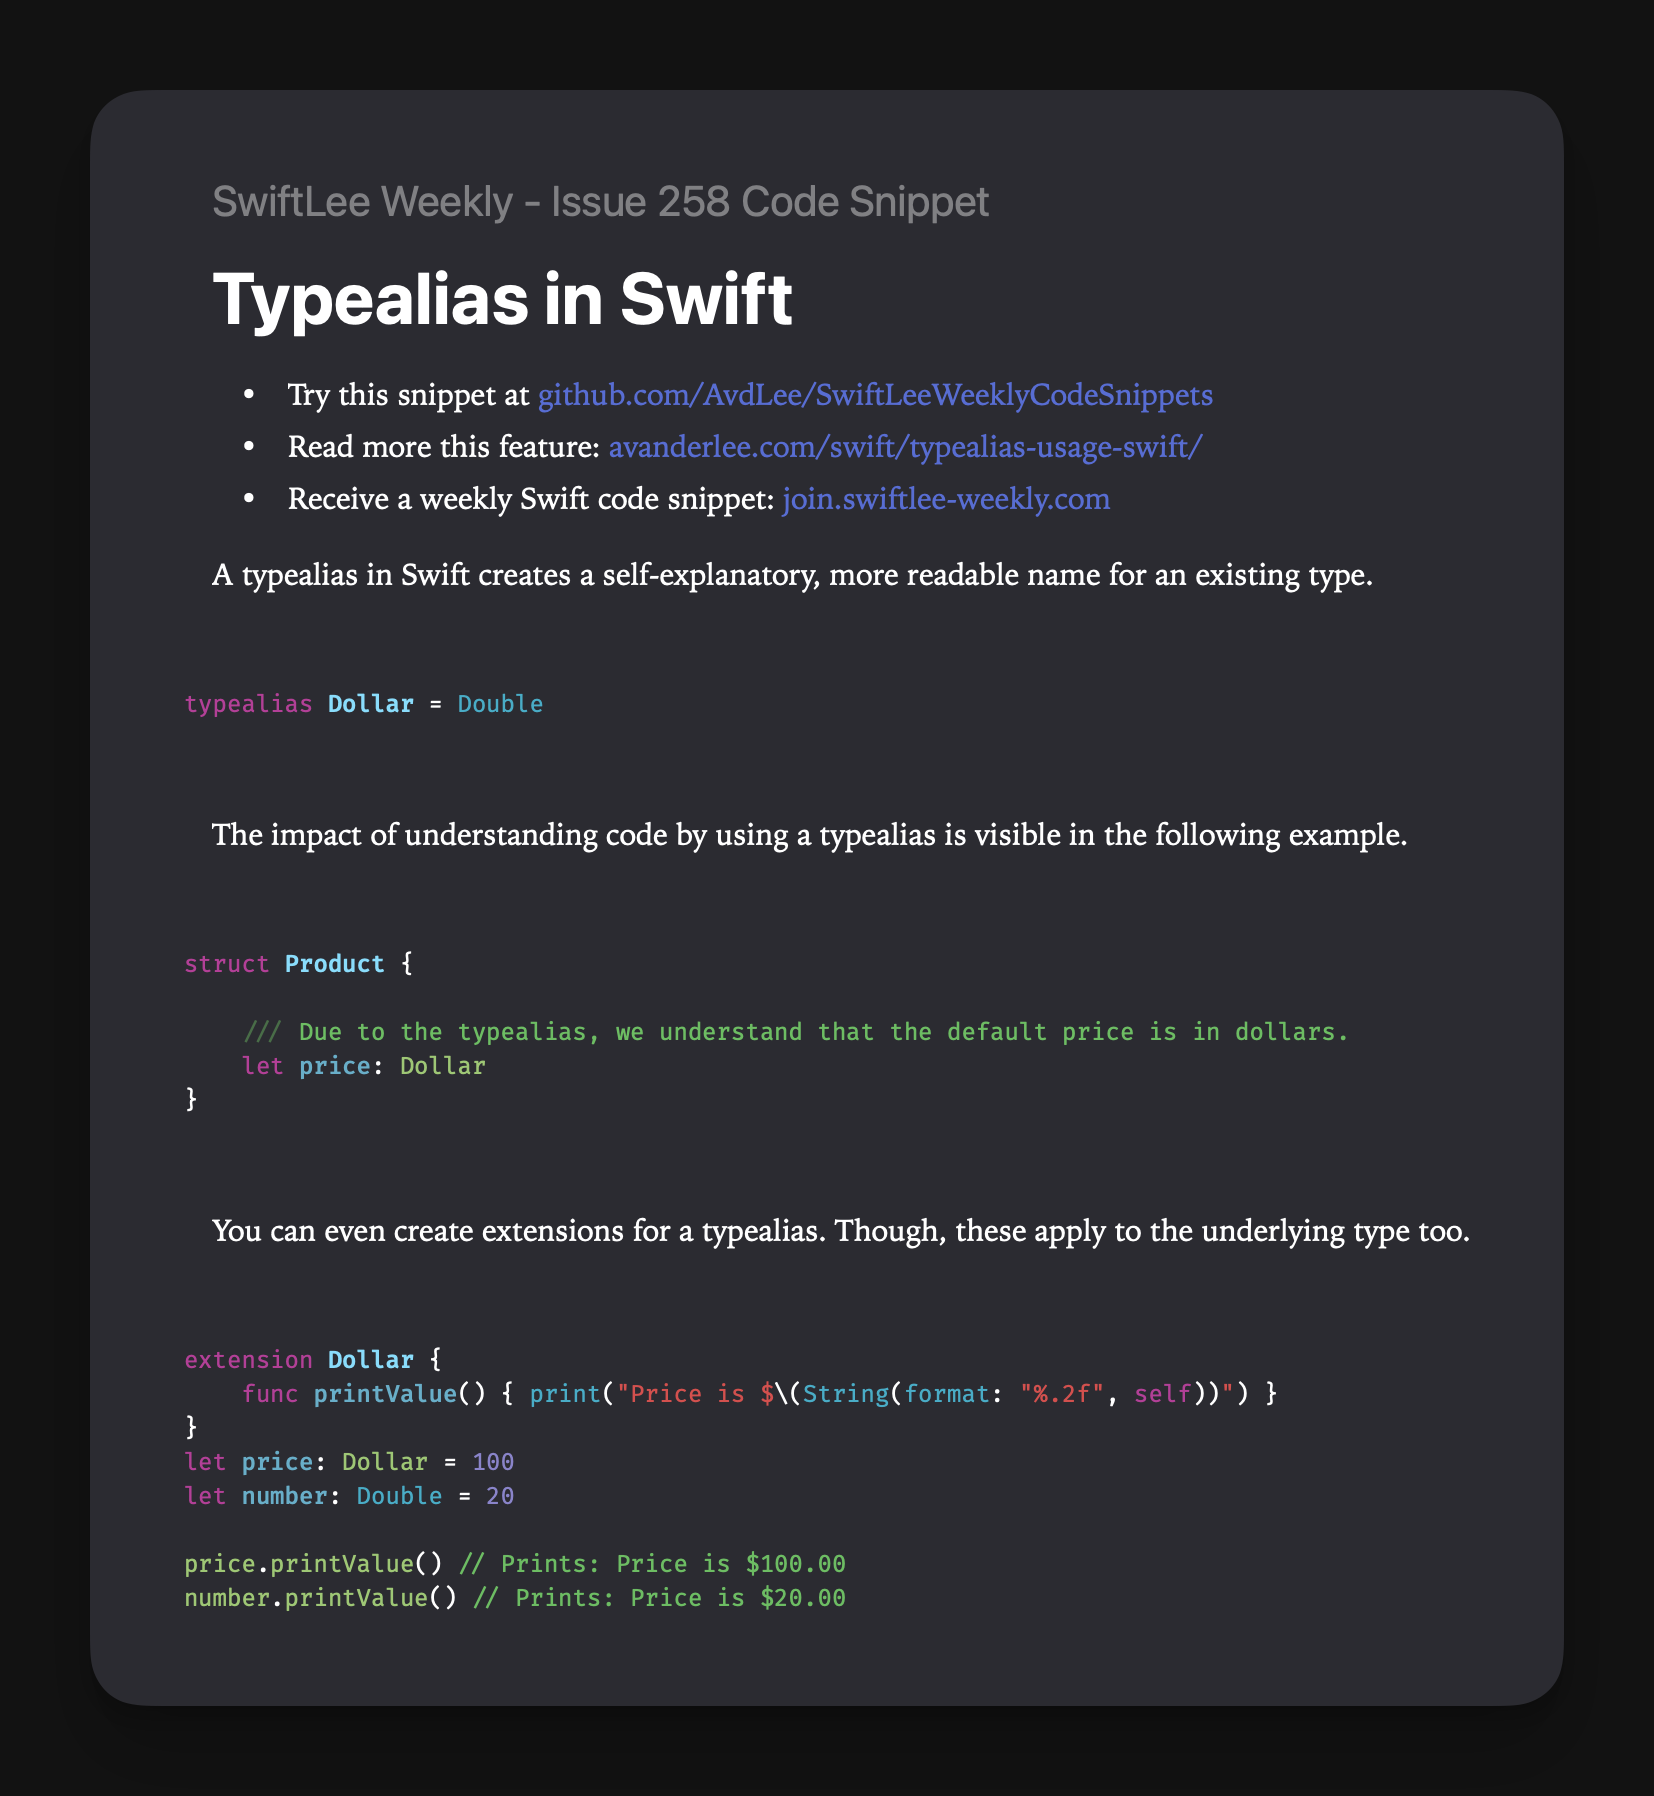 SwiftLee Weekly - Issue 258 Code Snippet
Typealias in Swift
• Try this snippet at github.com/AvdLee/SwiftLeeWeeklyCodeSnippets
• Read more this feature: avanderlee.com/swift/typealias-usage-swift/
• Receive a weekly Swift code snippet: join.swiftlee-weekly.com
A typealias in Swift creates a self-explanatory, more readable name for an existing type.
typealias Dollar = Double
The impact of understanding code by using a typealias is visible in the following example.
struct Product {
    /// Due to the typealias, we understand that the default price is in dollars.
    let price: Dollar
}
You can even create extensions for a typealias. Though, these apply to the underlying type too.
extension Dollar {
    func printValue() { print("Price is $\(String(format: "%.2f", self))") }
}
let price: Dollar = 100
let number: Double = 20
price.printValue() // Prints: Price is $100.00
number.printValue() // Prints: Price is $20.00